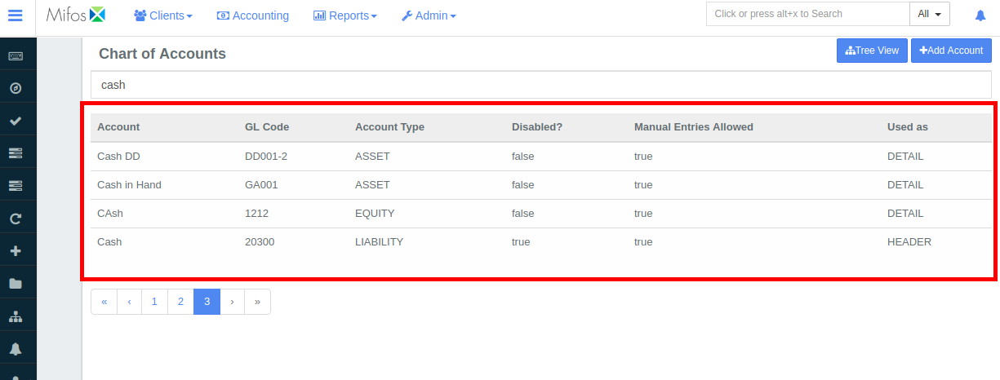 Mifos Clients Accounting Reports Admin Click or press alt+x to Search All
Chart of Accounts Tree View Add Account
cash
Account GL Code Account Type Disabled? Manual Entries Allowed Used as
Cash DD DD001-2 ASSET false true DETAIL
Cash in Hand GA001 ASSET false true DETAIL
CAsh 1212 EQUITY false true DETAIL
Cash 20300 LIABILITY true true HEADER
« ‹ 1 2 3 › »